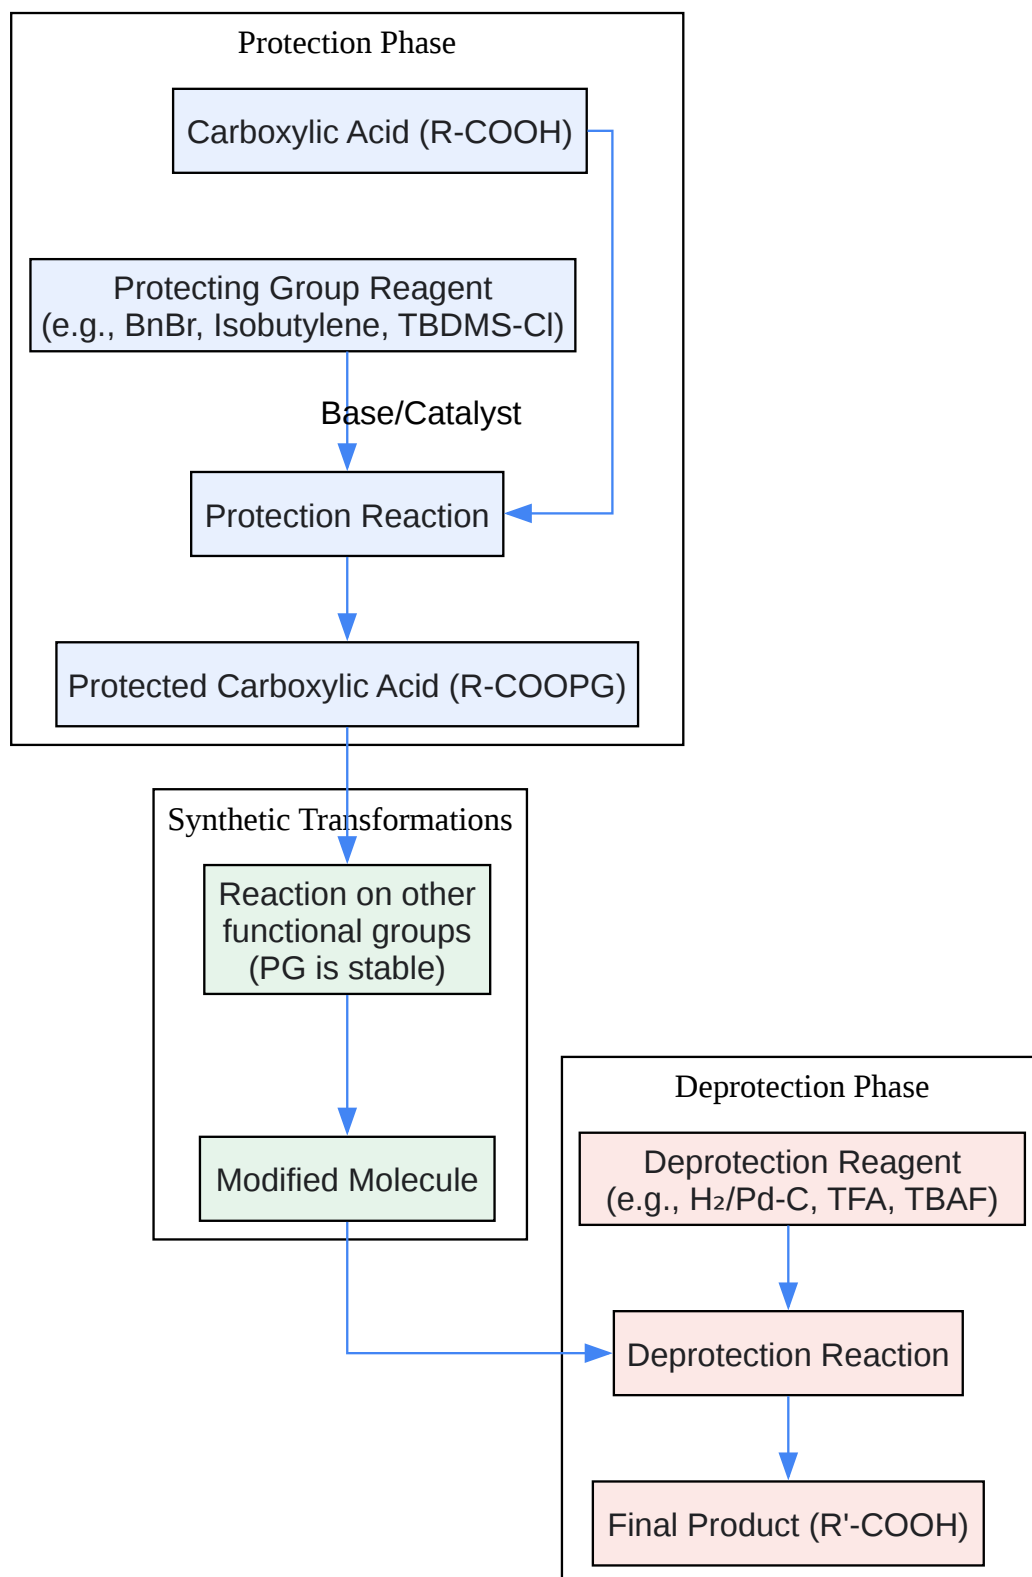 Protection Phase
Carboxylic Acid (R-COOH)
Protecting Group Reagent
(e.g., BnBr, Isobutylene, TBDMS-Cl)
Base/Catalyst
Protection Reaction
Protected Carboxylic Acid (R-COOPG)
Synthetic Transformations
Reaction on other
functional groups
(PG is stable)
Modified Molecule
Deprotection Phase
Deprotection Reagent
(e.g., H₂/Pd-C, TFA, TBAF)
Deprotection Reaction
Final Product (R'-COOH)